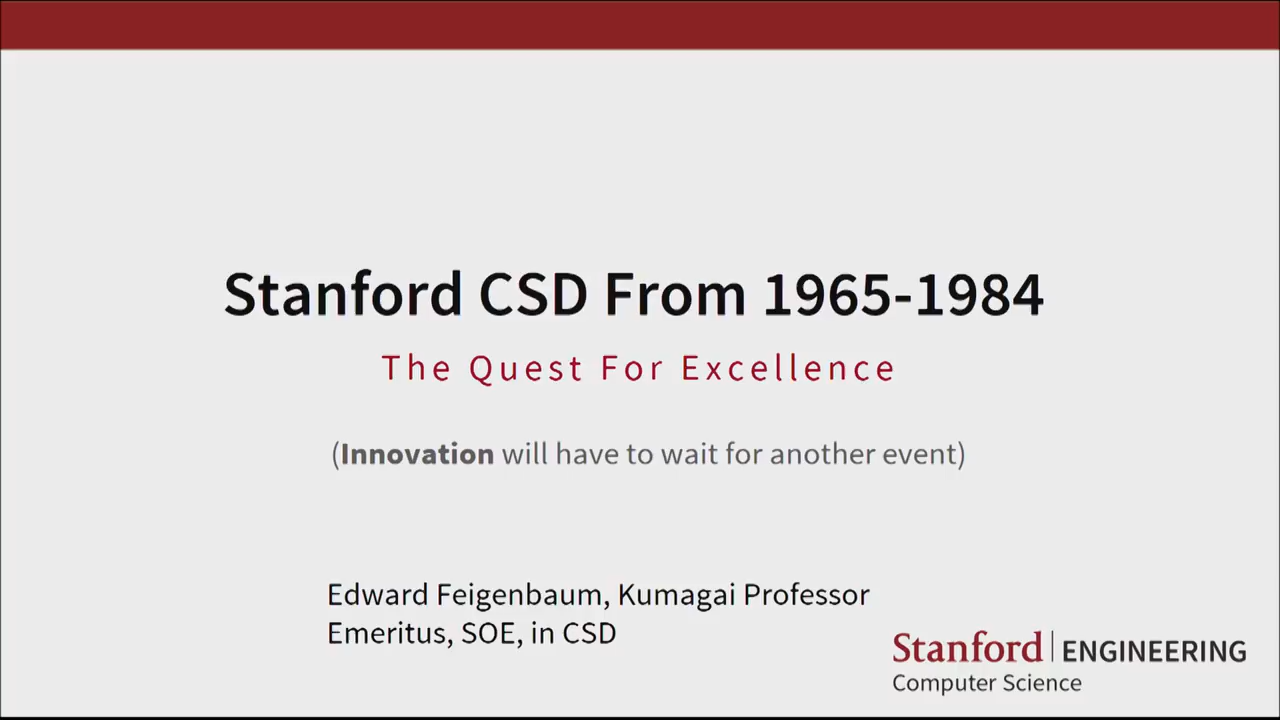 Stanford CSD From 1965-1984
The Quest For Excellence
(Innovation will have to wait for another event)
Edward Feigenbaum, Kumagai Professor
Emeritus, SOE, in CSD
Stanford | ENGINEERING
Computer Science